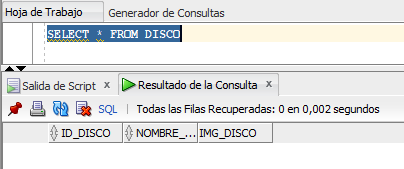 Hoja de Trabajo Generador de Consultas
SELECT * FROM DISCO
Salida de Script x Resultado de la Consulta x
SQL | Todas las Filas Recuperadas: 0 en 0,002 segundos
ID_DISCO NOMBRE_... IMG_DISCO